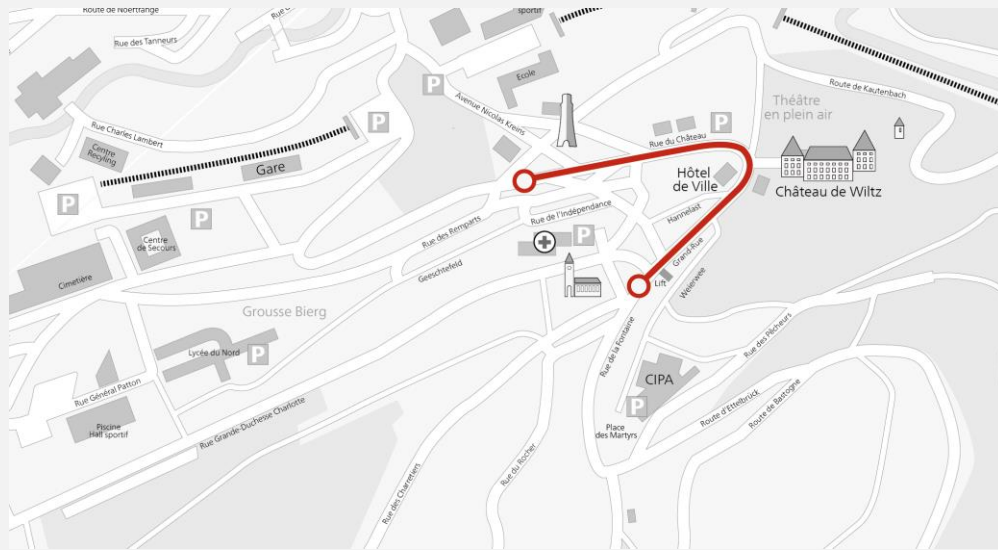 Route de Noertrange
sportif
Rue des Tanneurs
Ecole
Route de Kautenbach
P
Avenue Nicolas Kreins
Théâtre
en plein air
P
P
Rue Charles Lambert
Rue du Château
Centre
Recyling
Gare
Hôtel
de Ville
Château de Wiltz
P
P
Rue de l'Indépendance
Hannelast
Rue des Remparts
P
Centre
de Secours
Grand-Rue
Geeschtefeld
Cimetière
Lift
Weierwee
Grousse Bierg
Rue des Pêcheurs
Rue de la Fontaine
Lycée du Nord
P
CIPA
Rue Général Patton
P
Route d'Ettelbrück
Route de Bastogne
Piscine
Hall sportif
Rue Grande-Duchesse Charlotte
Place
des Martyrs
Rue du Rocher
Rue des Charretiers